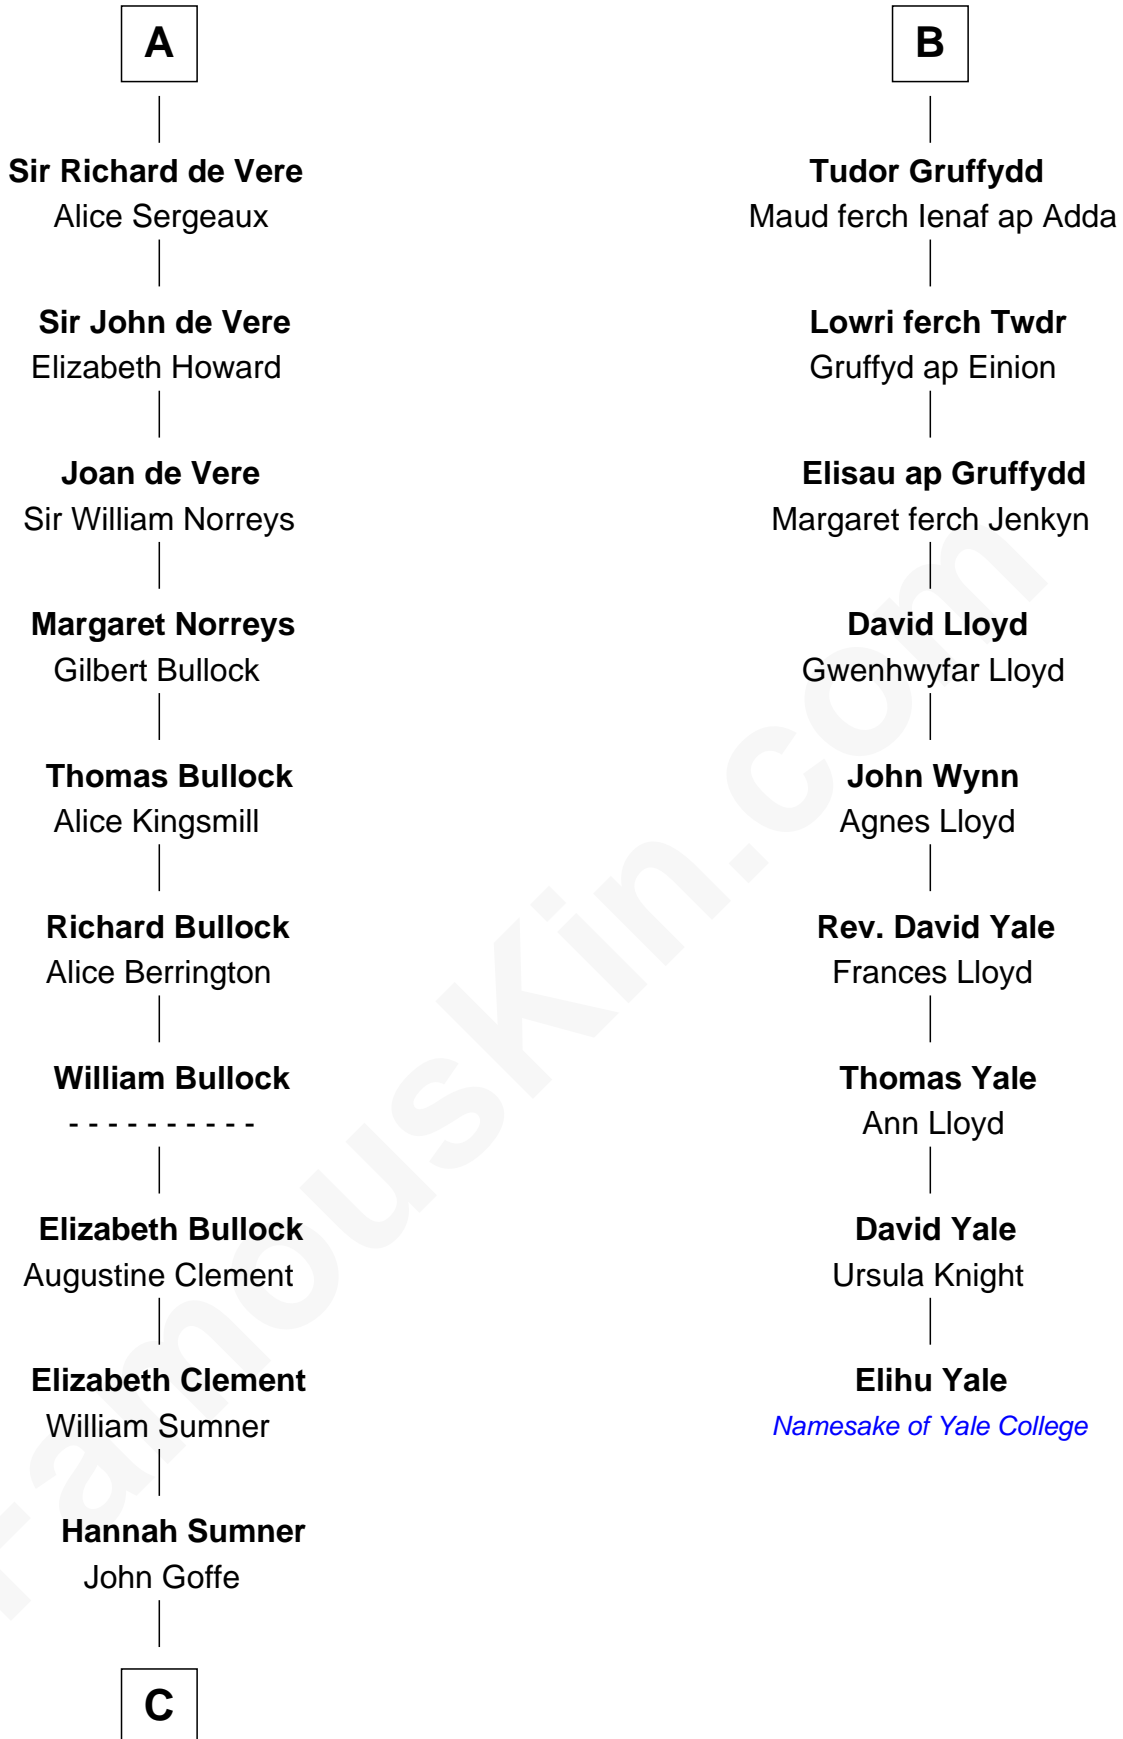 A
Sir Richard de Vere
Alice Sergeaux
Sir John de Vere
Elizabeth Howard
Joan de Vere
Sir William Norreys
Margaret Norreys
Gilbert Bullock
Thomas Bullock
Alice Kingsmill
Richard Bullock
Alice Berrington
William Bullock
- - - - - - - - - -
Elizabeth Bullock
Augustine Clement
Elizabeth Clement
William Sumner
Hannah Sumner
John Goffe
C
B
Tudor Gruffydd
Maud ferch Ienaf ap Adda
Lowri ferch Twdr
Gruffyd ap Einion
Elisau ap Gruffydd
Margaret ferch Jenkyn
David Lloyd
Gwenhwyfar Lloyd
John Wynn
Agnes Lloyd
Rev. David Yale
Frances Lloyd
Thomas Yale
Ann Lloyd
David Yale
Ursula Knight
Elihu Yale
Namesake of Yale College
FamousKin.com